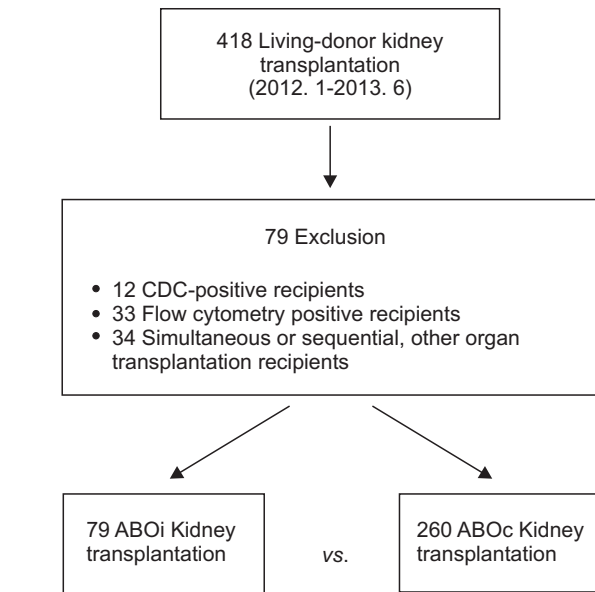 418 Living-donor kidney
transplantation
(2012. 1-2013. 6)
79 Exclusion
• 12 CDC-positive recipients
• 33 Flow cytometry positive recipients
• 34 Simultaneous or sequential, other organ
transplantation recipients
79 ABOi Kidney
transplantation
vs.
260 ABOc Kidney
transplantation